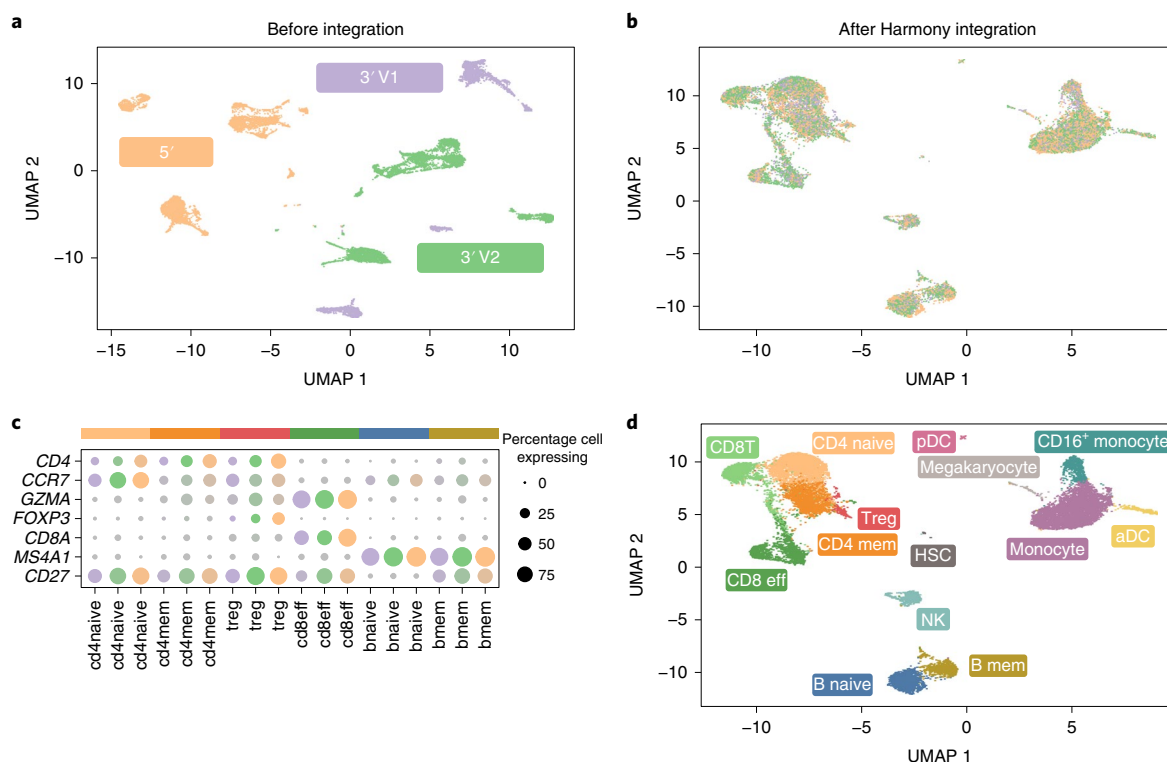 a
Before integration
3′ V1
5′
3′ V2
10
0
−10
UMAP 2
−15
−10
−5
0
5
10
UMAP 1
b
After Harmony integration
10
5
0
−5
−10
UMAP 2
−10
−5
0
5
UMAP 1
c
Percentage cell
expressing
0
25
50
75
CD4
CCR7
GZMA
FOXP3
CD8A
MS4A1
CD27
cd4naive
cd4naive
cd4naive
cd4mem
cd4mem
cd4mem
treg
treg
treg
cd8eff
cd8eff
cd8eff
bnaive
bnaive
bnaive
bmem
bmem
bmem
d
CD8T
CD4 naive
pDC
CD16+ monocyte
Megakaryocyte
Treg
CD4 mem
HSC
Monocyte
aDC
CD8 eff
NK
B mem
B naive
10
5
0
−5
−10
UMAP 2
−10
−5
0
5
UMAP 1